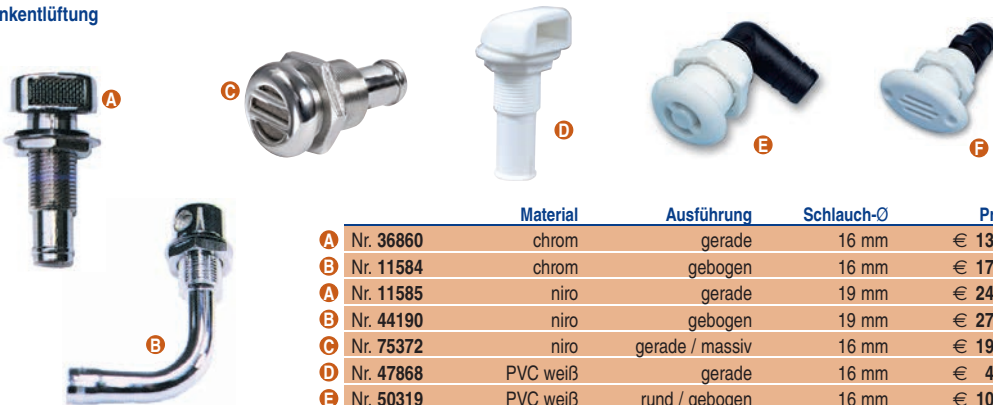 nkentlüftung
A
C
D
E
F
B
Material Ausführung Schlauch-Ø
A Nr. 36860 chrom gerade 16 mm € 13
B Nr. 11584 chrom gebogen 16 mm € 17
A Nr. 11585 niro gerade 19 mm € 24
B Nr. 44190 niro gebogen 19 mm € 27
C Nr. 75372 niro gerade / massiv 16 mm € 19
D Nr. 47868 PVC weiß gerade 16 mm € 4
E Nr. 50319 PVC weiß rund / gebogen 16 mm € 10